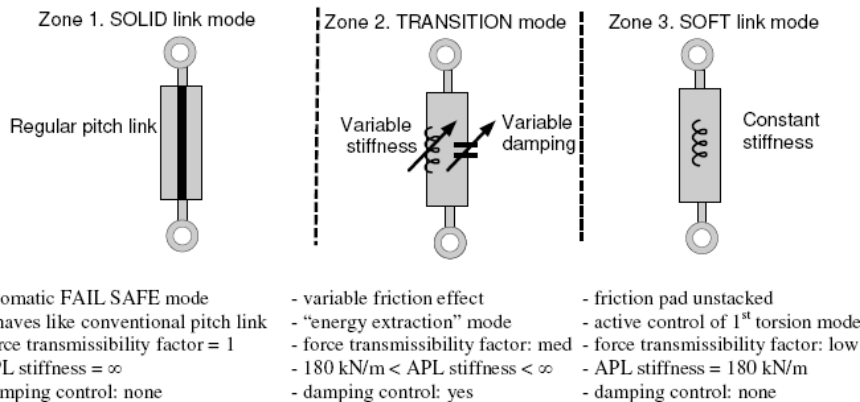 Zone 1. SOLID link mode
Regular pitch link
omatic FAIL SAFE mode
haves like conventional pitch link
rce transmissibility factor = 1
PL stiffness = ∞
mping control: none
Zone 2. TRANSITION mode
Variable
stiffness
Variable
damping
- variable friction effect
- “energy extraction” mode
- force transmissibility factor: med
- 180 kN/m < APL stiffness < ∞
- damping control: yes
Zone 3. SOFT link mode
Constant
stiffness
- friction pad unstacked
- active control of 1st torsion mode
- force transmissibility factor: low
- APL stiffness = 180 kN/m
- damping control: none